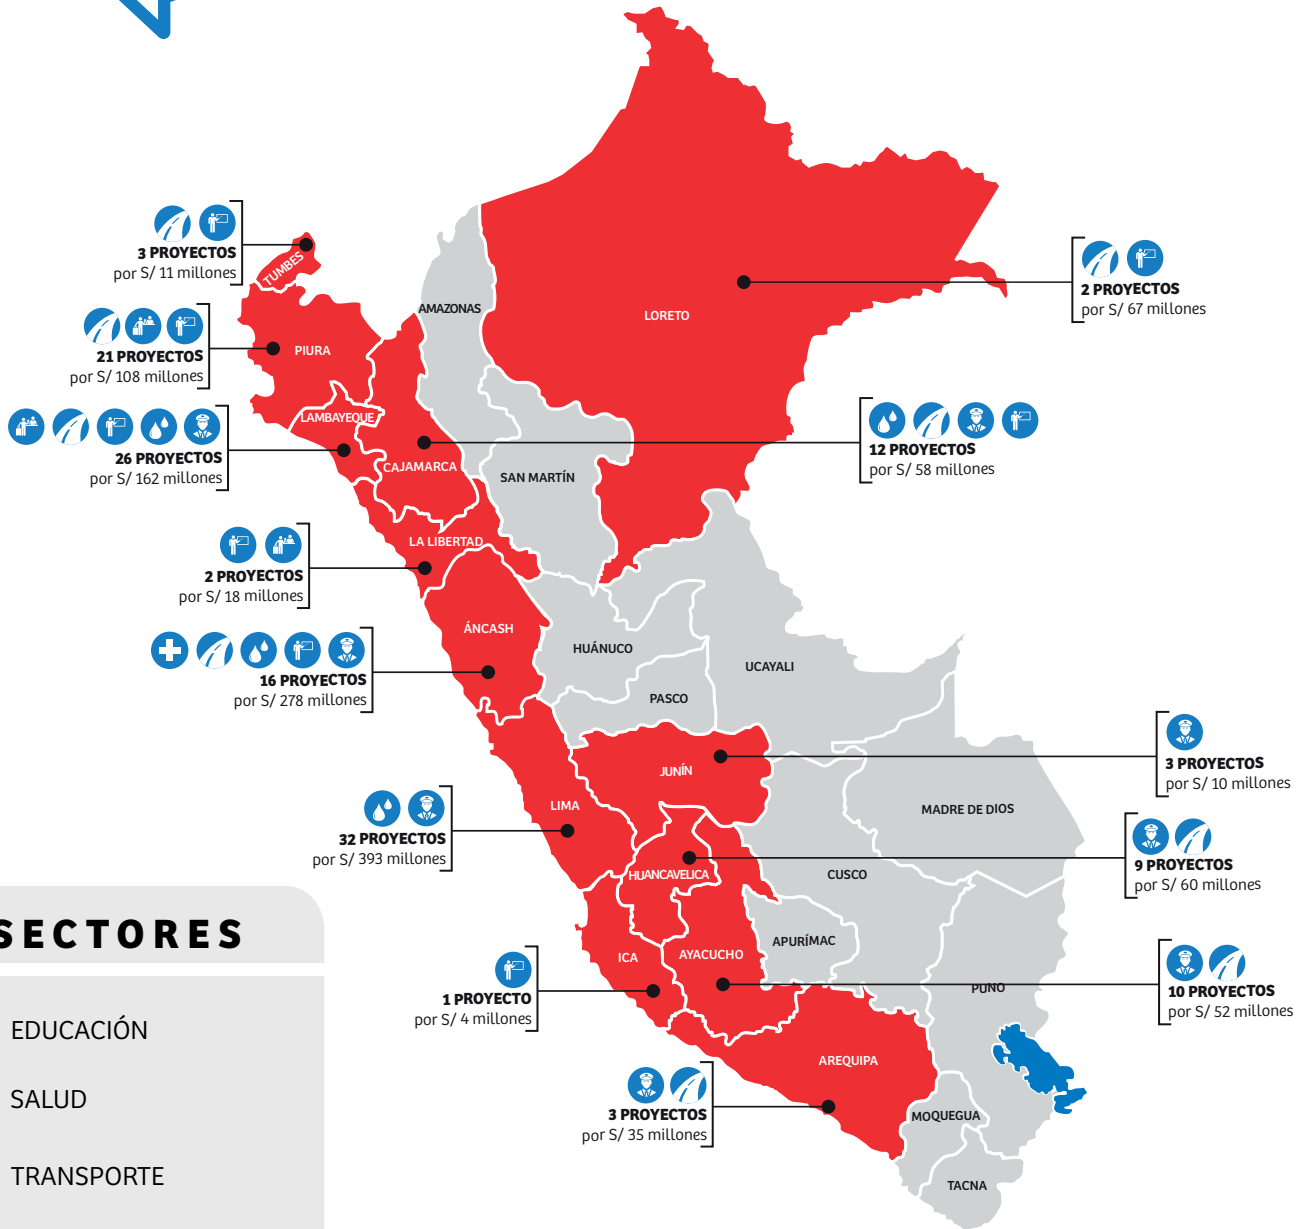 3 PROYECTOS
por S/ 11 millones
TUMBES
AMAZONAS
LORETO
2 PROYECTOS
por S/ 67 millones
21 PROYECTOS
por S/ 108 millones
PIURA
LAMBAYEQUE
26 PROYECTOS
por S/ 162 millones
CAJAMARCA
SAN MARTÍN
12 PROYECTOS
por S/ 58 millones
LA LIBERTAD
2 PROYECTOS
por S/ 18 millones
ÁNCASH
HUÁNUCO
UCAYALI
16 PROYECTOS
por S/ 278 millones
PASCO
JUNÍN
3 PROYECTOS
por S/ 10 millones
LIMA
MADRE DE DIOS
32 PROYECTOS
por S/ 393 millones
HUANCAVELICA
CUSCO
9 PROYECTOS
por S/ 60 millones
SECTORES
ICA
AYACUCHO
APURÍMAC
PUNO
1 PROYECTO
por S/ 4 millones
10 PROYECTOS
por S/ 52 millones
EDUCACIÓN
AREQUIPA
SALUD
3 PROYECTOS
por S/ 35 millones
MOQUEGUA
TRANSPORTE
TACNA